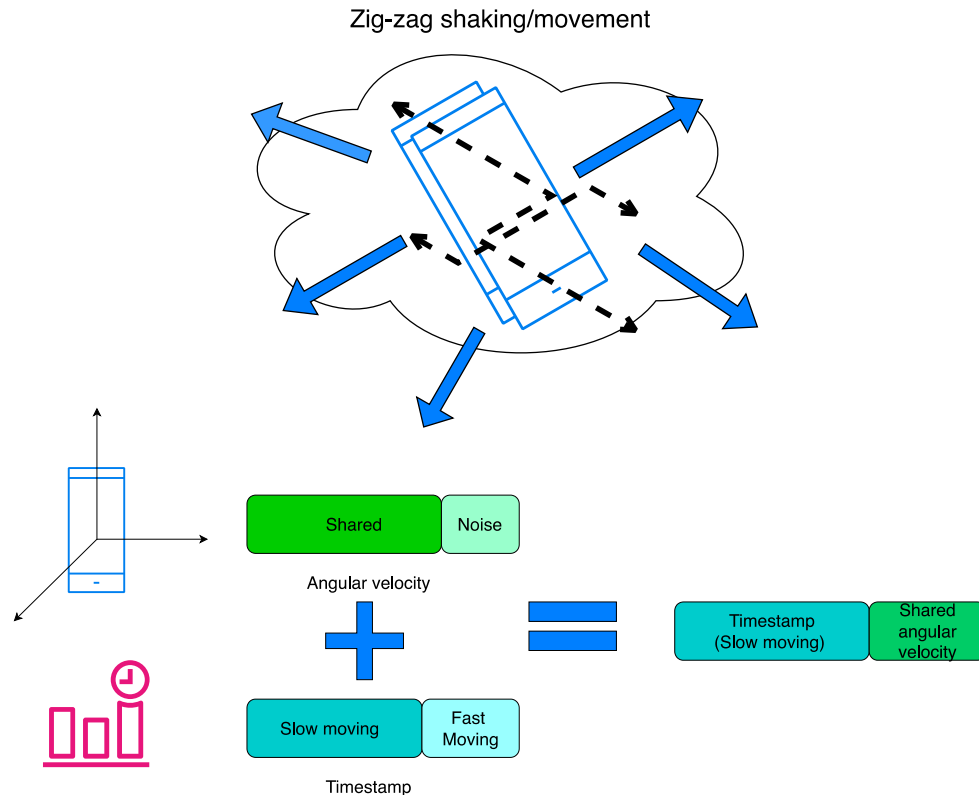 Zig-zag shaking/movement
Shared
Noise
Angular velocity
Timestamp
(Slow moving)
Shared
angular
velocity
Slow moving
Fast
Moving
Timestamp